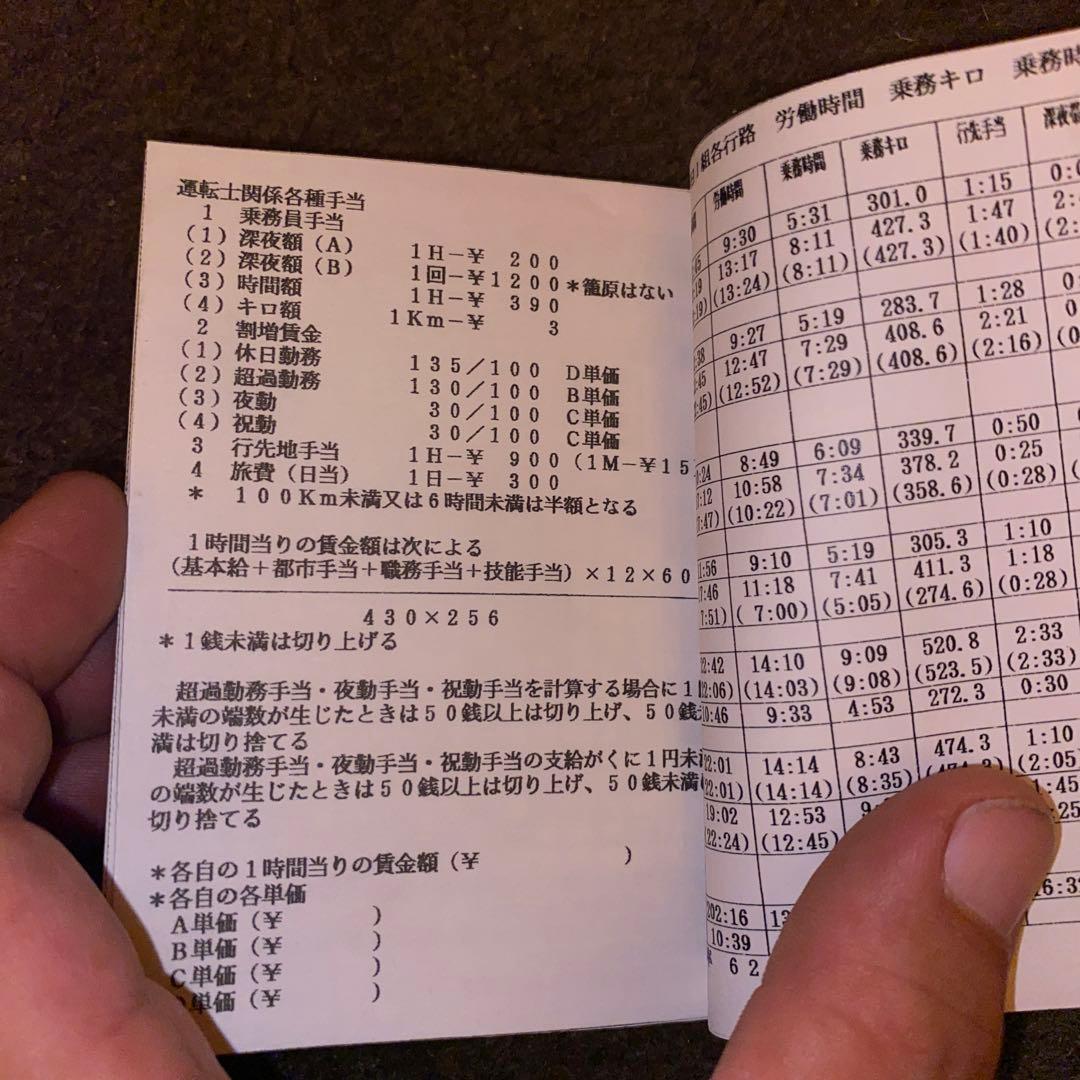 運転士関係各種手当
1 乗務員手当
(1)深夜額(A) 1H-¥ 200
(2)深夜額(B) 1回-¥1200 *籠原はない
(3)時間額 1H-¥ 390
(4)キロ額 1Km-¥ 3
2 割増賃金
(1)休日勤務 135/100 D単価
(2)超過勤務 130/100 B単価
(3)夜勤 30/100 C単価
(4)祝勤 30/100 C単価
3 行先地手当 1H-¥ 900 (1M-¥15
4 旅費(日当) 1日-¥ 300
* 100Km未満又は6時間未満は半額となる
1時間当りの賃金額は次による
(基本給+都市手当+職務手当+技能手当)×12×60
430×256
*1銭未満は切り上げる
超過勤務手当・夜勤手当・祝勤手当を計算する場合に1
未満の端数が生じたときは50銭以上は切り上げ、50銭
満は切り捨てる
超過勤務手当・夜勤手当・祝勤手当の支給がくに1円未
の端数が生じたときは50銭以上は切り上げ、50銭未満
切り捨てる
*各自の1時間当りの賃金額(¥ )
*各自の各単価
A単価(¥ )
B単価(¥ )
C単価(¥ )
単価(¥ )
組各行路 労働時間 乗務キロ 乗務時
労働時間 乗務時間 乗務キロ 行先手当
9:30 5:31 301.0 1:15
13:17 8:11 427.3 1:47
(13:24) (8:11) (427.3) (1:40)
9:27 5:19 283.7 1:28
12:47 7:29 408.6 2:21
(12:52) (7:29) (408.6) (2:16)
8:49 6:09 339.7 0:50
10:58 7:34 378.2 0:25
(10:22) (7:01) (358.6) (0:28)
9:10 5:19 305.3 1:10
11:18 7:41 411.3 1:18
(7:00) (5:05) (274.6) (0:28)
14:10 9:09 520.8 2:33
(14:03) (9:08) (523.5) (2:33)
10:46 9:33 4:53 272.3 0:30
14:14 8:43 474.3 1:10
(14:14) (8:35) (2:05
19:02 12:53
(22:24) (12:45)
202:16
10:39
62